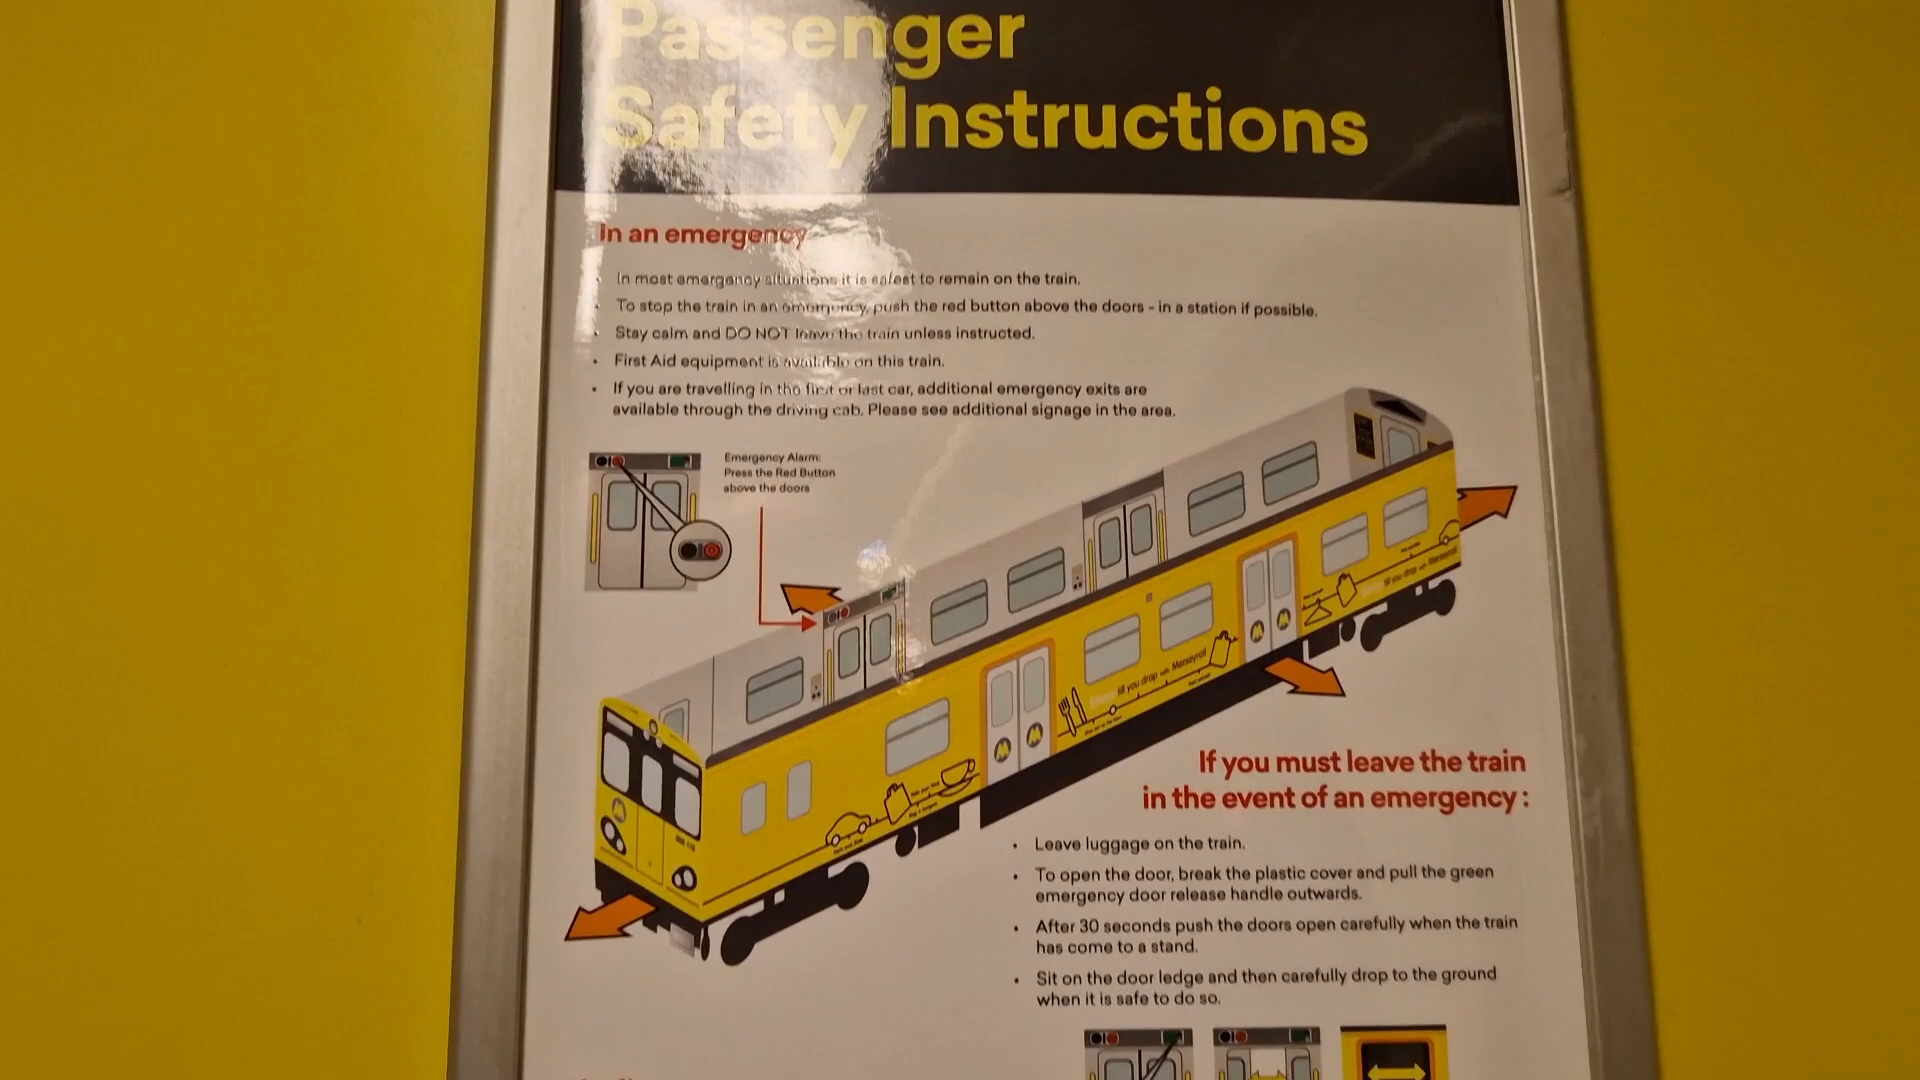 Passenger
Safety Instructions
In an emergency
In most emergency situations it is safest to remain on the train.
To stop the train in an emergency, push the red button above the doors - in a station if possible.
Stay calm and DO NOT leave the train unless instructed.
First Aid equipment is available on this train.
If you are travelling in the first or last car, additional emergency exits are
available through the driving cab. Please see additional signage in the area.
Emergency Alarm:
Press the Red Button
above the doors
till you drop with Merseyrail
If you must leave the train
in the event of an emergency :
Leave luggage on the train.
To open the door, break the plastic cover and pull the green
emergency door release handle outwards.
After 30 seconds push the doors open carefully when the train
has come to a stand.
Sit on the door ledge and then carefully drop to the ground
when it is safe to do so.